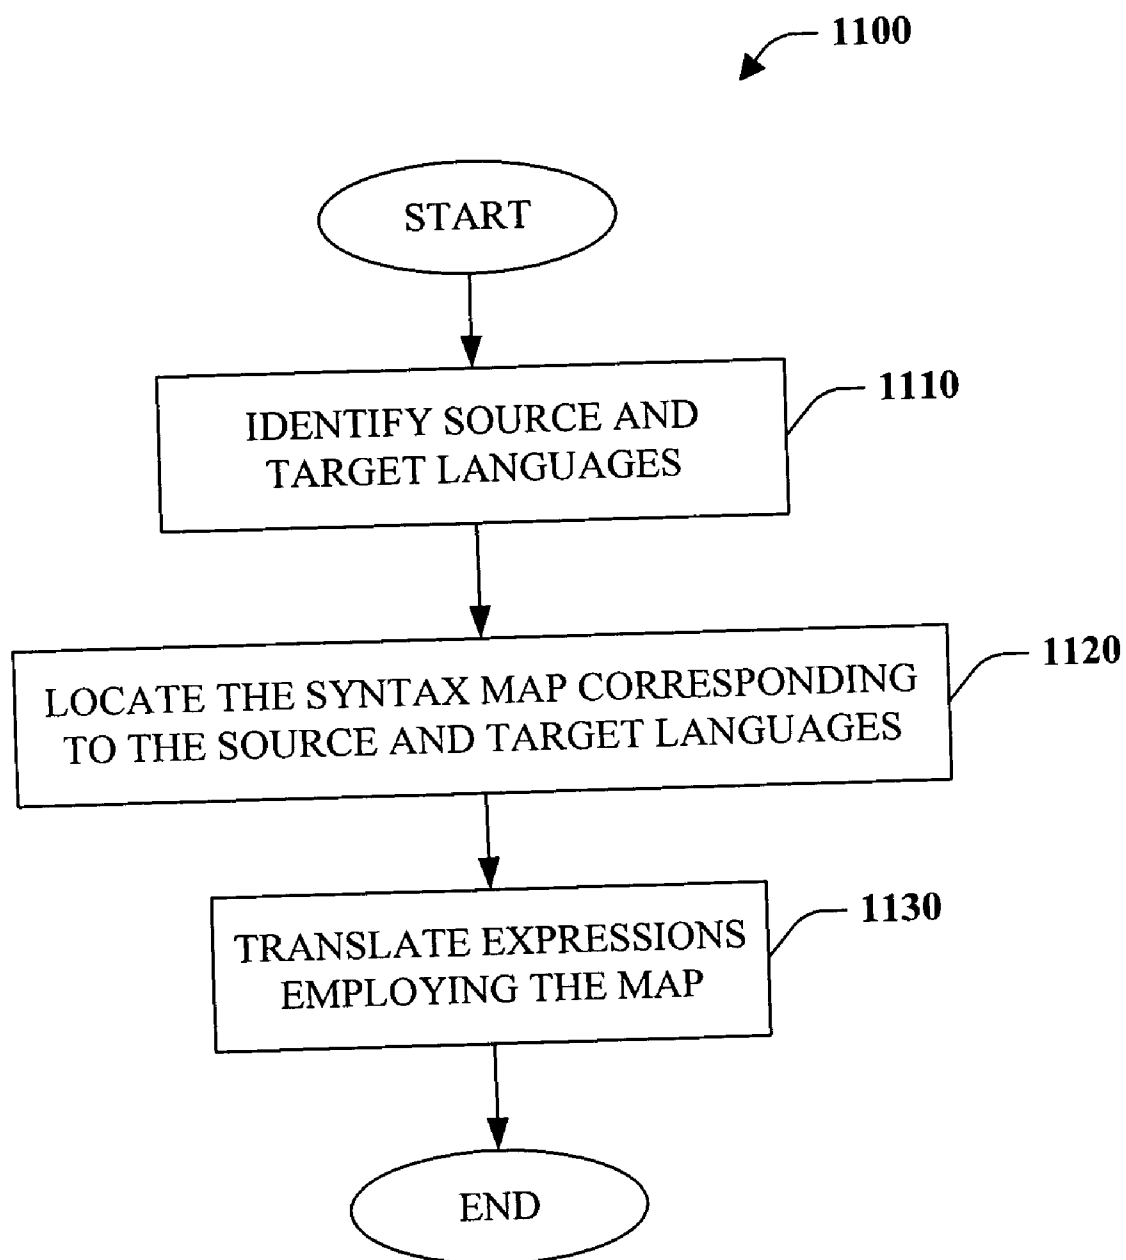 1100
START
1110
IDENTIFY SOURCE AND
TARGET LANGUAGES
1120
LOCATE THE SYNTAX MAP CORRESPONDING
TO THE SOURCE AND TARGET LANGUAGES
1130
TRANSLATE EXPRESSIONS
EMPLOYING THE MAP
END